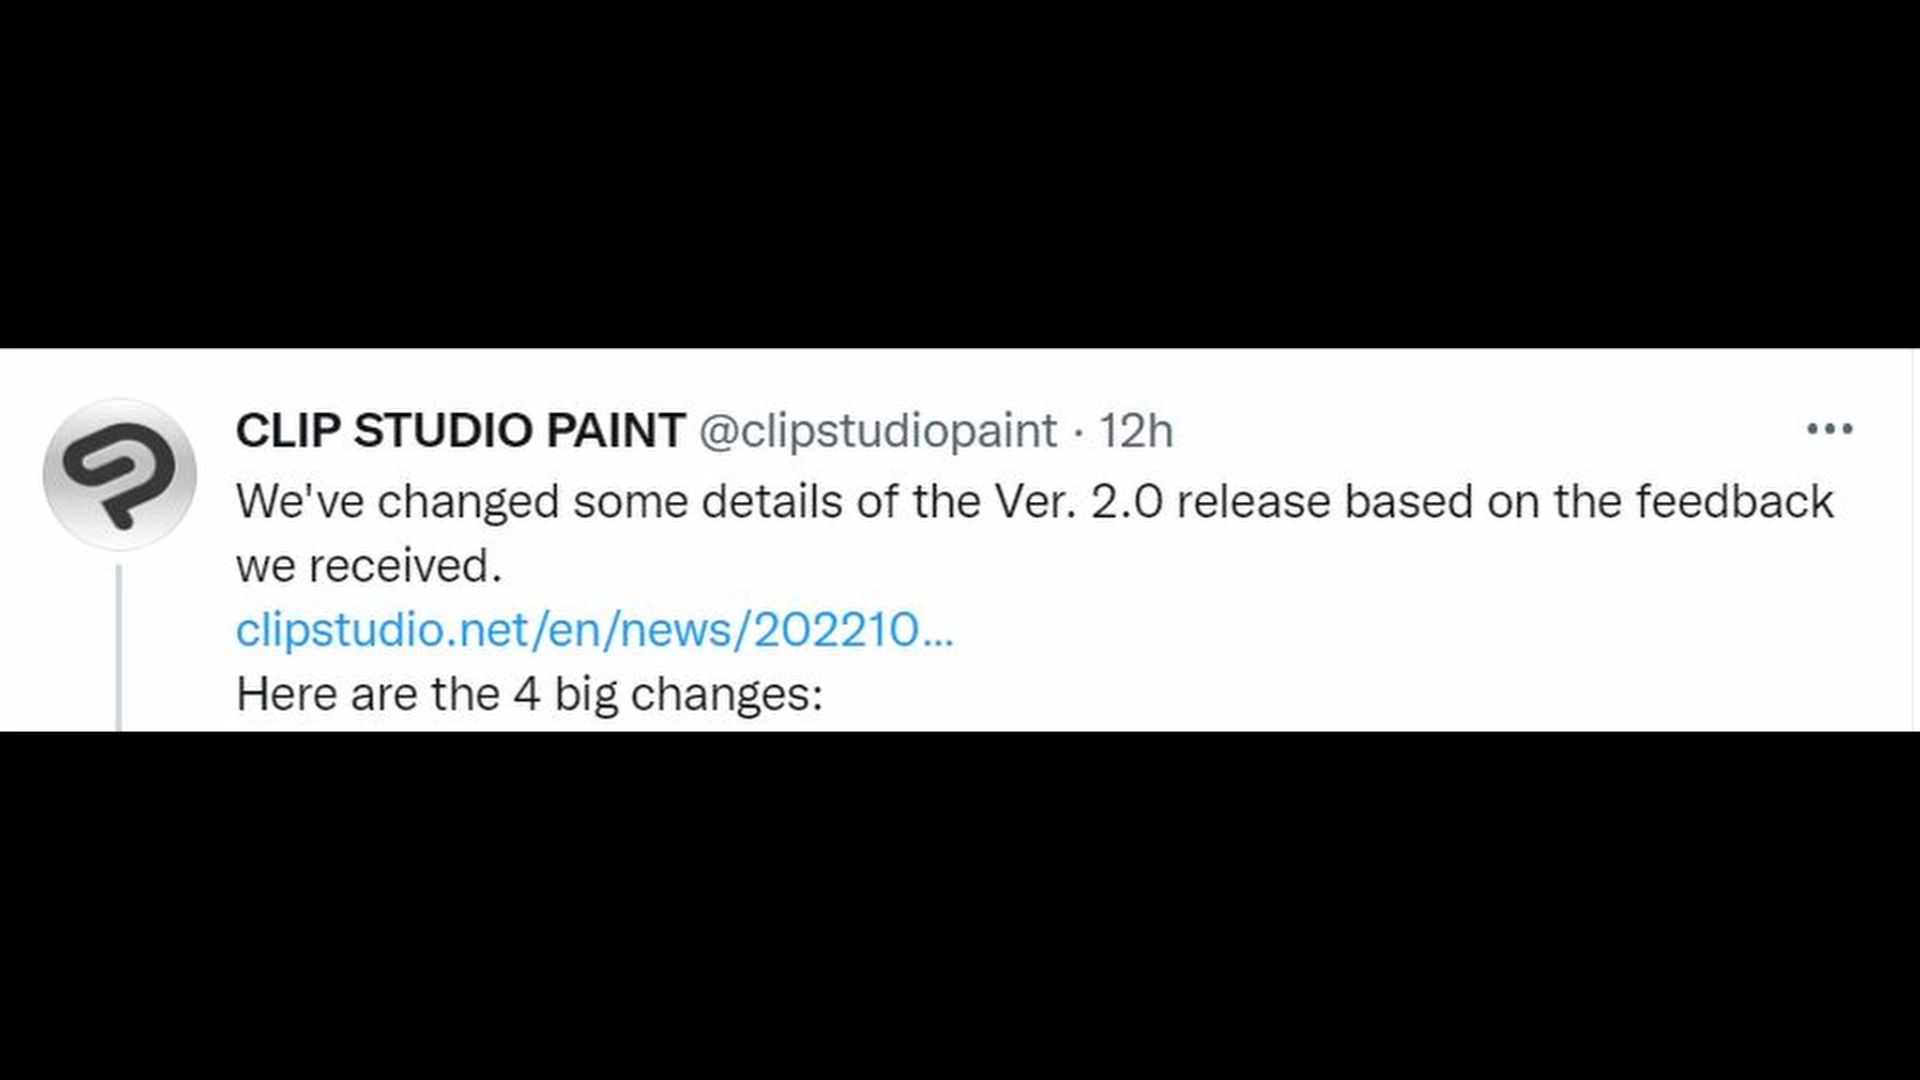 CLIP STUDIO PAINT @clipstudiopaint · 12h
We've changed some details of the Ver. 2.0 release based on the feedback
we received.
clipstudio.net/en/news/202210...
Here are the 4 big changes: